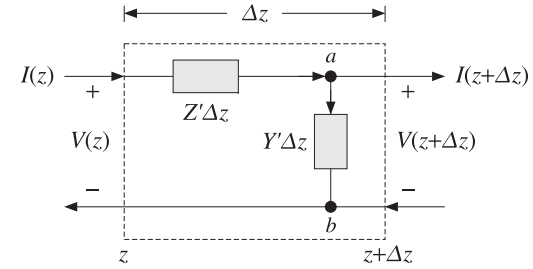 Δz
I(z) + a + I(z+Δz)
Z'Δz
V(z) Y'Δz V(z+Δz)
− b −
z z+Δz